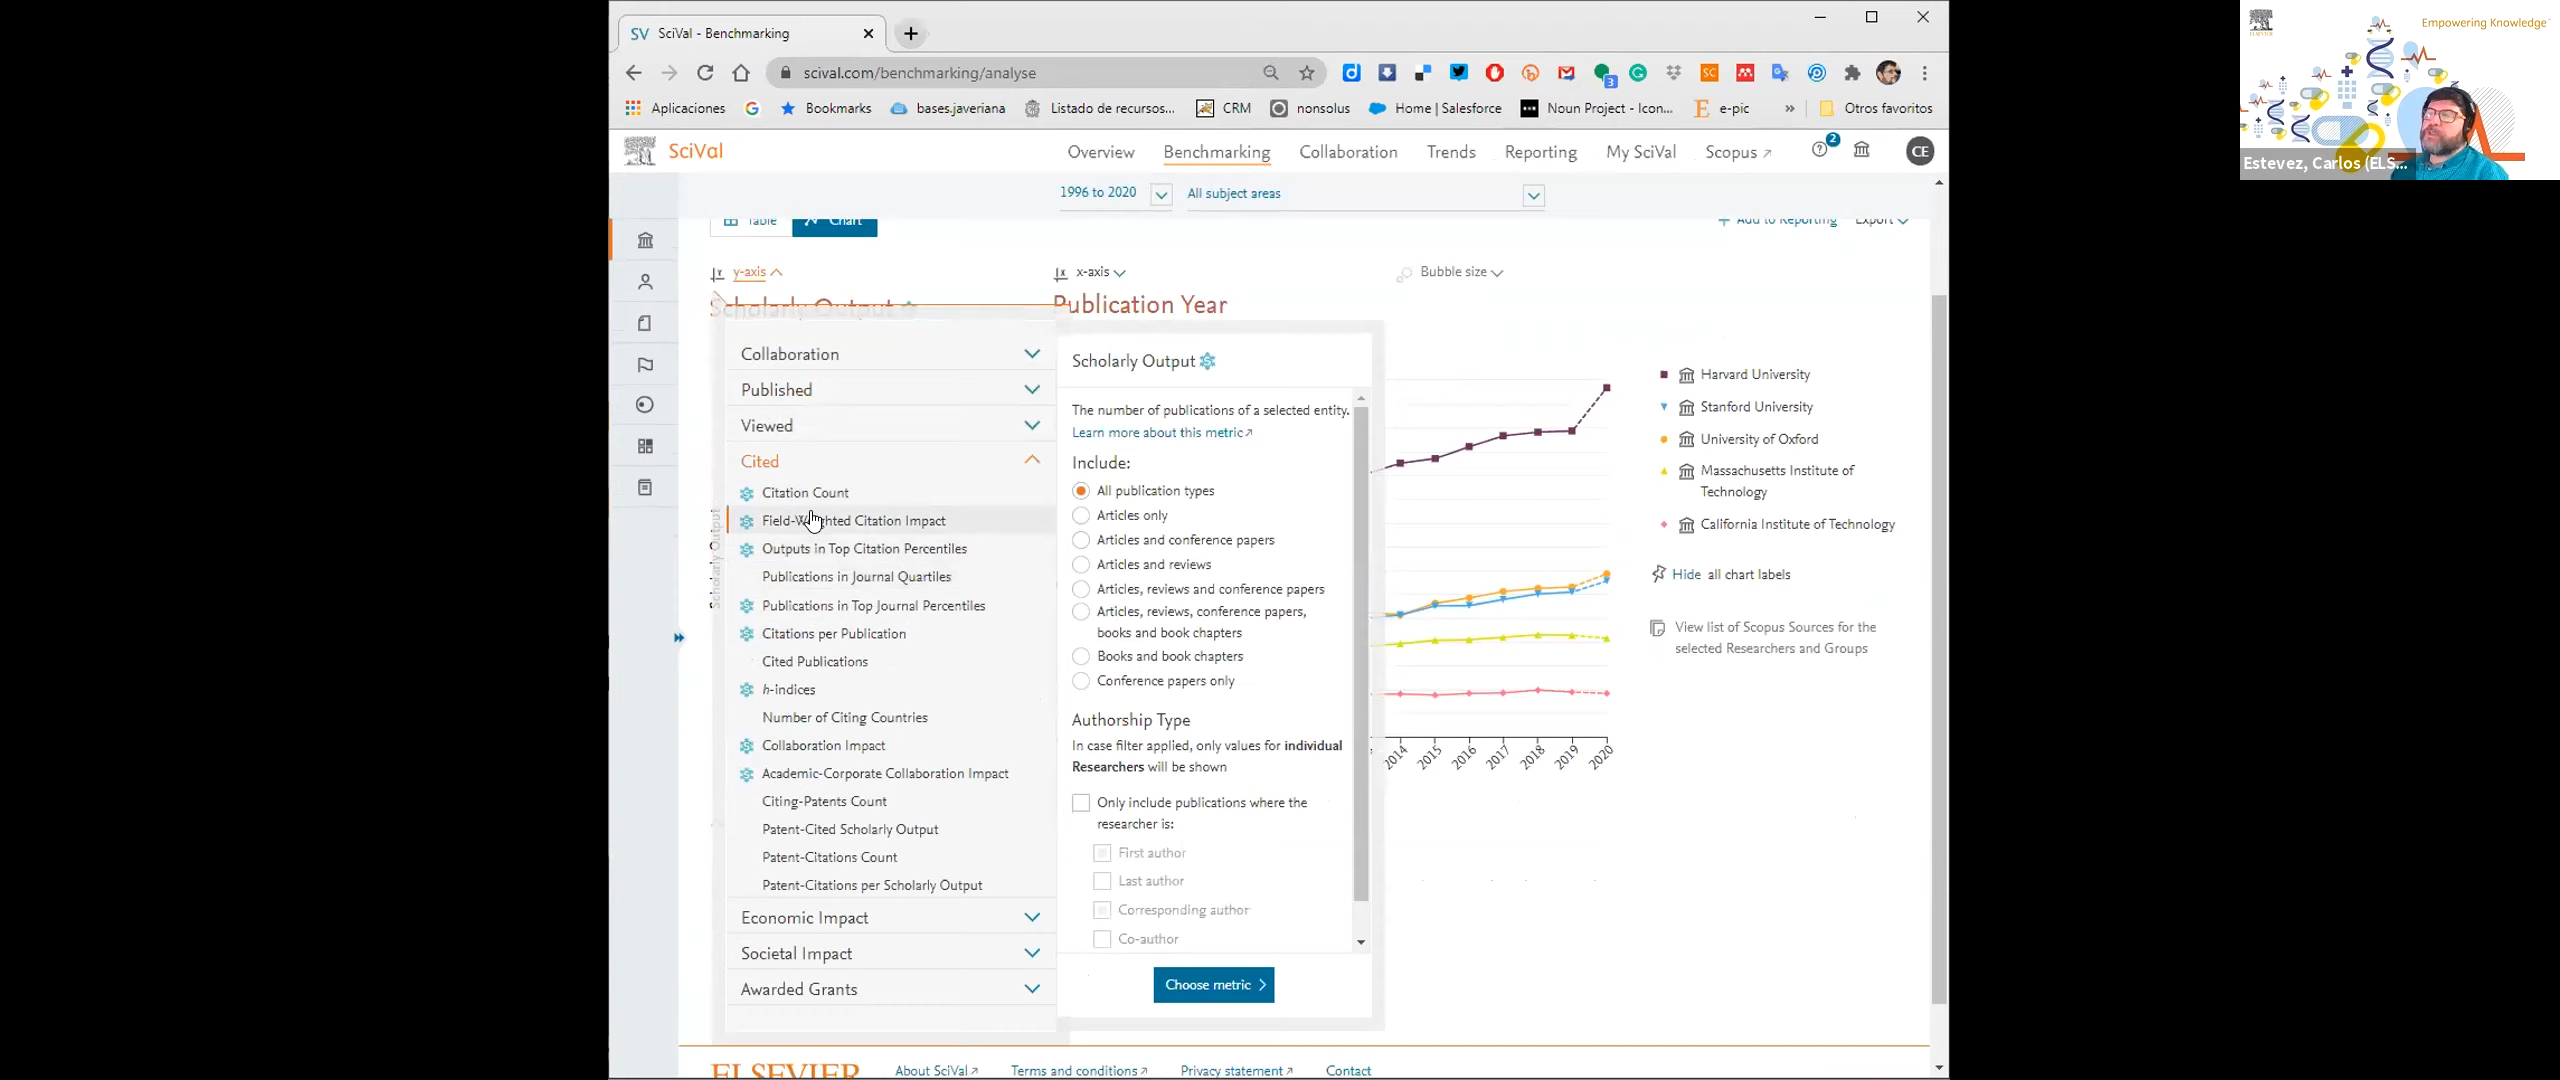 SV SciVal - Benchmarking
scival.com/benchmarking/analyse
Aplicaciones
Bookmarks
bases.javeriana
Listado de recursos...
CRM
nonsolus
Home | Salesforce
Noun Project - Icon...
e-pic
»
Otros favoritos
SciVal
Overview
Benchmarking
Collaboration
Trends
Reporting
My SciVal
Scopus
2
CE
1996 to 2020
All subject areas
Table
Chart
+ Add to Reporting
Export
y-axis
x-axis
Bubble size
Scholarly Output
Publication Year
Collaboration
Published
Viewed
Cited
Citation Count
Field-Weighted Citation Impact
Outputs in Top Citation Percentiles
Publications in Journal Quartiles
Publications in Top Journal Percentiles
Citations per Publication
Cited Publications
h-indices
Number of Citing Countries
Collaboration Impact
Academic-Corporate Collaboration Impact
Citing-Patents Count
Patent-Cited Scholarly Output
Patent-Citations Count
Patent-Citations per Scholarly Output
Economic Impact
Societal Impact
Awarded Grants
Scholarly Output
Scholarly Output
The number of publications of a selected entity.
Learn more about this metric
Include:
All publication types
Articles only
Articles and conference papers
Articles and reviews
Articles, reviews and conference papers
Articles, reviews, conference papers,
books and book chapters
Books and book chapters
Conference papers only
Authorship Type
In case filter applied, only values for individual
Researchers will be shown
Only include publications where the
researcher is:
First author
Last author
Corresponding author
Co-author
Choose metric
2014
2015
2016
2017
2018
2019
2020
Harvard University
Stanford University
University of Oxford
Massachusetts Institute of
Technology
California Institute of Technology
Hide all chart labels
View list of Scopus Sources for the
selected Researchers and Groups
ELSEVIER
About SciVal
Terms and conditions
Privacy statement
Contact
ELSEVIER
Empowering Knowledge
Estevez, Carlos (ELS...